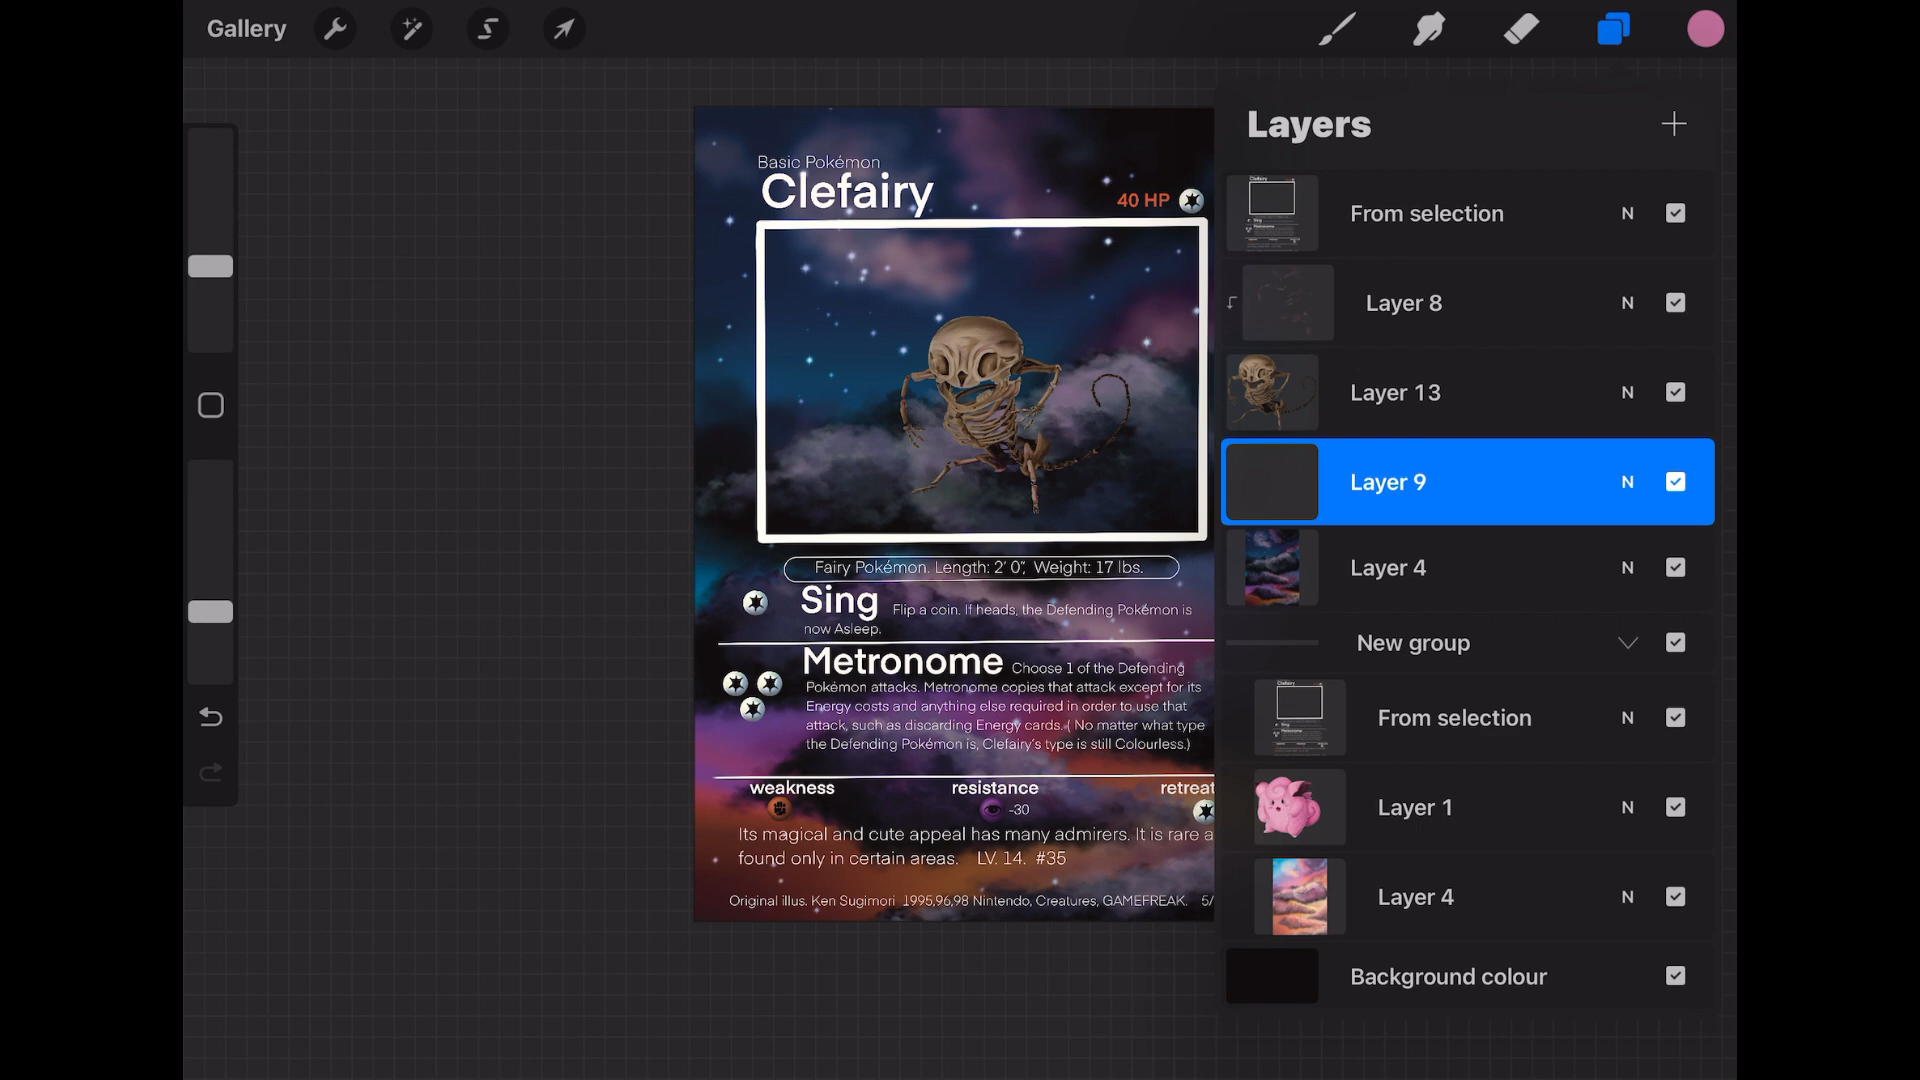 Gallery
Layers
From selection N
Layer 8 N
Layer 13 N
Layer 9 N
Layer 4 N
New group
From selection N
Layer 1 N
Layer 4 N
Background colour
Basic Pokémon
Clefairy
40 HP
Fairy Pokémon. Length: 2' 0", Weight: 17 lbs.
Sing Flip a coin. If heads, the Defending Pokémon is
now Asleep.
Metronome Choose 1 of the Defending
Pokémon attacks. Metronome copies that attack except for its
Energy costs and anything else required in order to use that
attack, such as discarding Energy cards. ( No matter what type
the Defending Pokémon is, Clefairy's type is still Colourless.)
weakness resistance retreat
-30
Its magical and cute appeal has many admirers. It is rare a
found only in certain areas. LV. 14. #35
Original illus. Ken Sugimori 1995,96,98 Nintendo, Creatures, GAMEFREAK. 5/